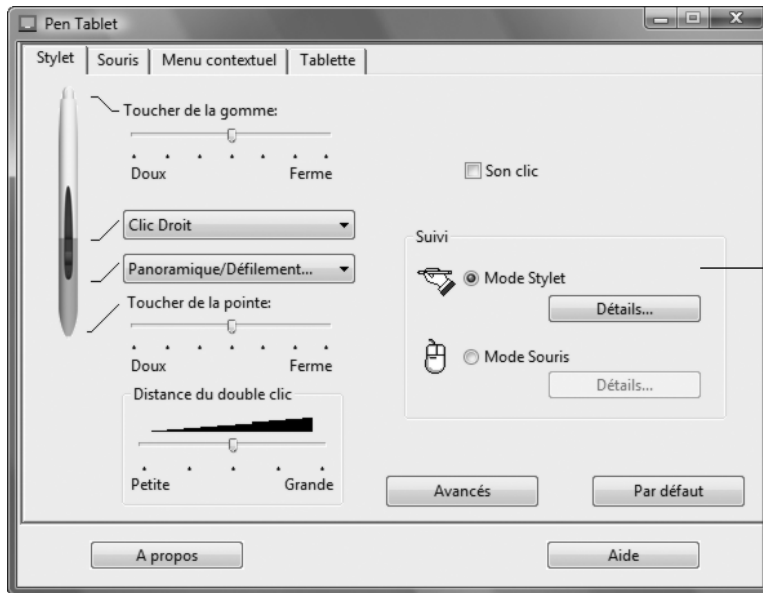 Pen Tablet
Stylet Souris Menu contextuel Tablette
Toucher de la gomme:
Doux Ferme
Son clic
Clic Droit
Panoramique/Défilement...
Toucher de la pointe:
Doux Ferme
Distance du double clic
Petite Grande
Suivi
Mode Stylet
Détails...
Mode Souris
Détails...
Avancés Par défaut
A propos Aide